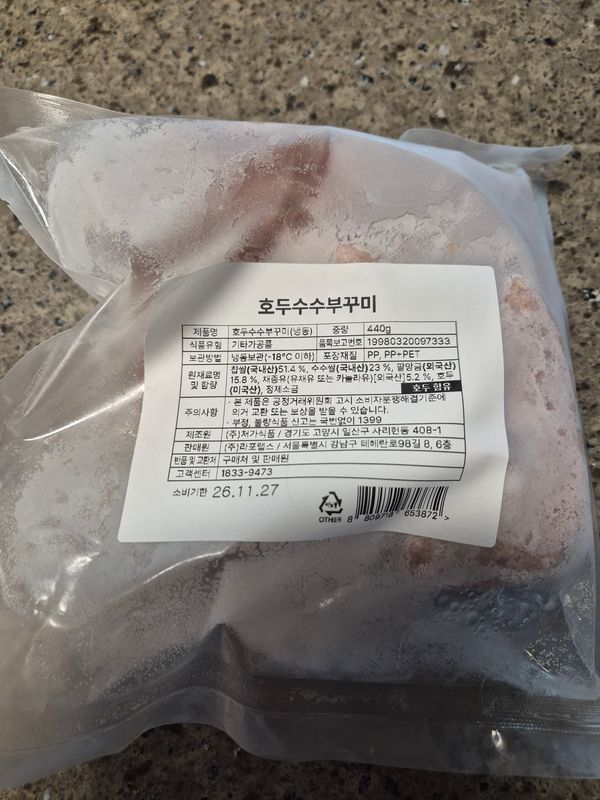 호두수수부꾸미
제품명 호두수수부꾸미(냉동) 중량 440g
식품유형 기타가공품 품목보고번호 19980320097333
보관방법 냉동보관(-18°C 이하) 포장재질 PP, PP+PET
원재료명 및 함량 찹쌀(국내산)51.4 %, 수수쌀(국내산)23 %, 팥앙금(외국산)
15.8 %, 채종유(유채유 또는 카놀라유)[외국산]5.2 %, 호두
(미국산), 정제소금 호두 함유
주의사항 · 본 제품은 공정거래위원회 고시 소비자분쟁해결기준에
의거 교환 또는 보상을 받을 수 있습니다.
· 부정, 불량식품 신고는 국번없이 1399
제조원 (주)처가식품 / 경기도 고양시 일산구 사리현동 408-1
판매원 (주)라포랩스 / 서울특별시 강남구 테헤란로98길 8, 6층
반품 및 교환처 구매처 및 판매원
고객센터 1833-9473
소비기한 26.11.27
OTHER
8 809718 653872 >